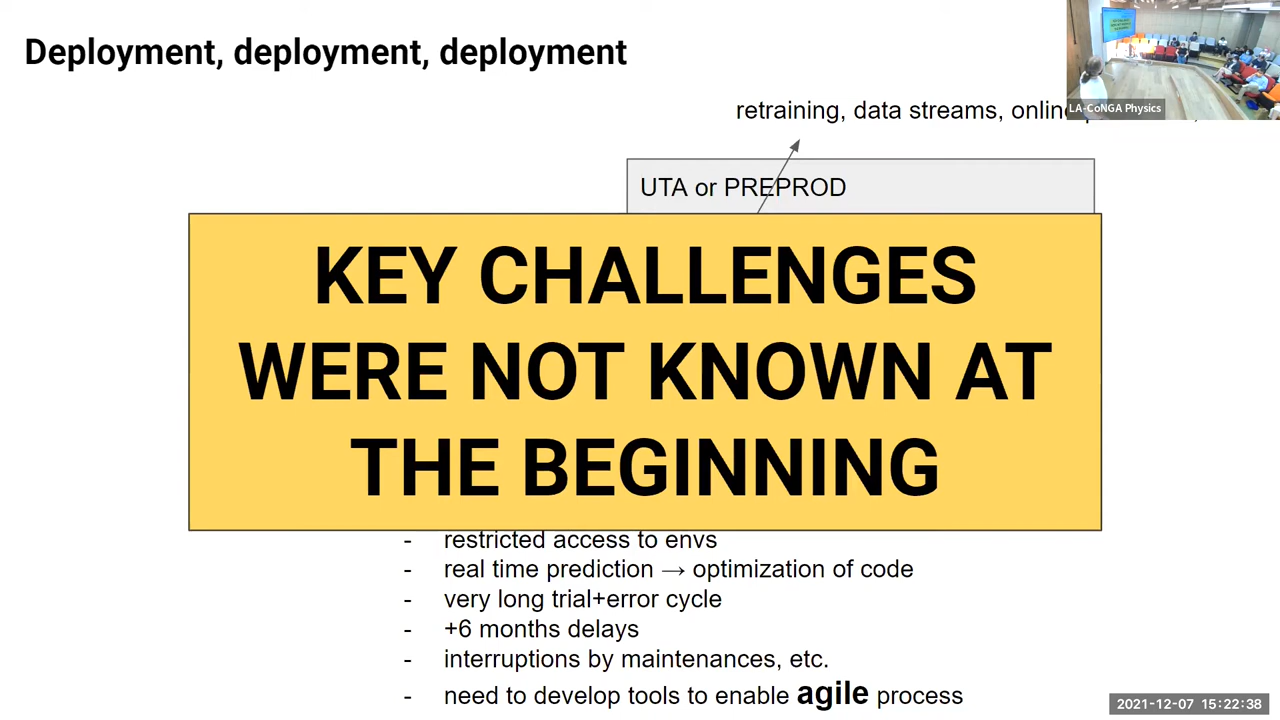 Deployment, deployment, deployment
LA-CoNGA Physics
retraining, data streams, online
UTA or PREPROD
KEY CHALLENGES
WERE NOT KNOWN AT
THE BEGINNING
- restricted access to envs
- real time prediction → optimization of code
- very long trial+error cycle
- +6 months delays
- interruptions by maintenances, etc.
- need to develop tools to enable agile process
2021-12-07 15:22:38